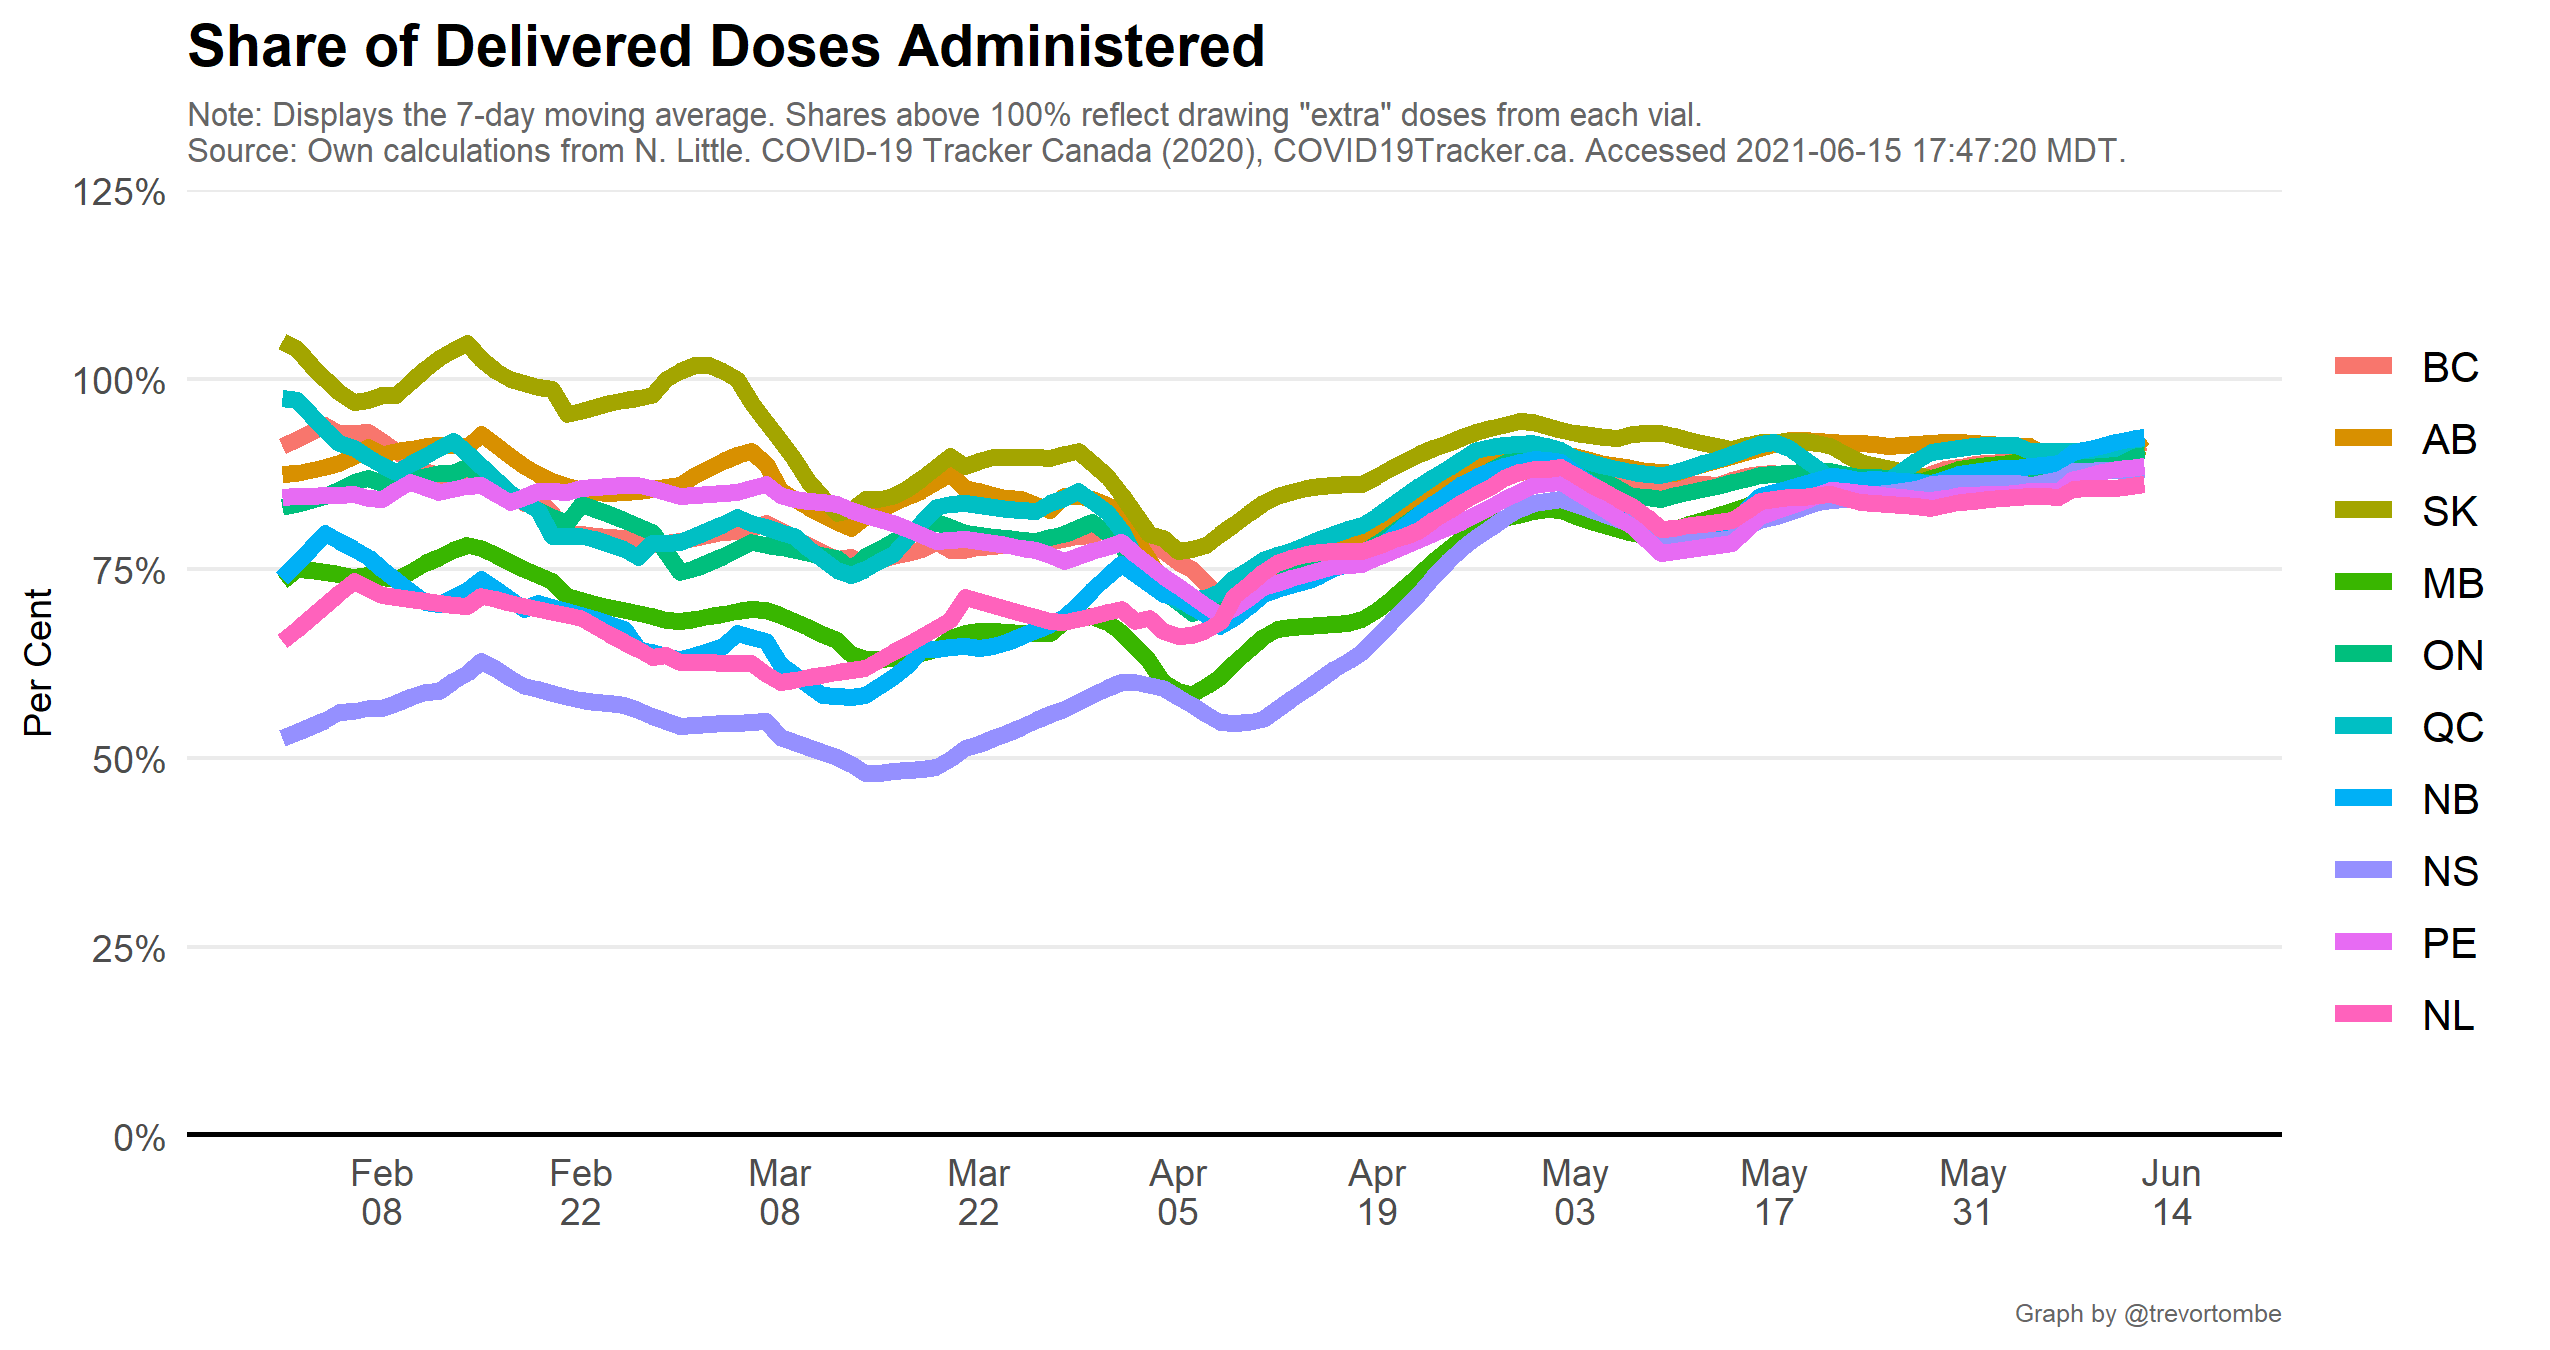 Share of Delivered Doses Administered
Note: Displays the 7-day moving average. Shares above 100% reflect drawing "extra" doses from each vial.
Source: Own calculations from N. Little. COVID-19 Tracker Canada (2020), COVID19Tracker.ca. Accessed 2021-06-15 17:47:20 MDT.
125%
100%
75%
50%
25%
0%
Per Cent
Feb 08
Feb 22
Mar 08
Mar 22
Apr 05
Apr 19
May 03
May 17
May 31
Jun 14
BC
AB
SK
MB
ON
QC
NB
NS
PE
NL
Graph by @trevortombe